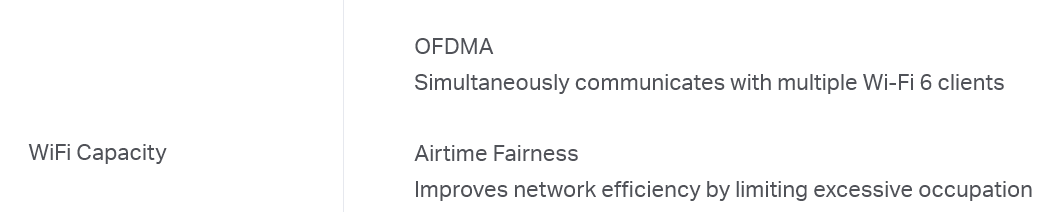 OFDMA
Simultaneously communicates with multiple Wi-Fi 6 clients
WiFi Capacity
Airtime Fairness
Improves network efficiency by limiting excessive occupation